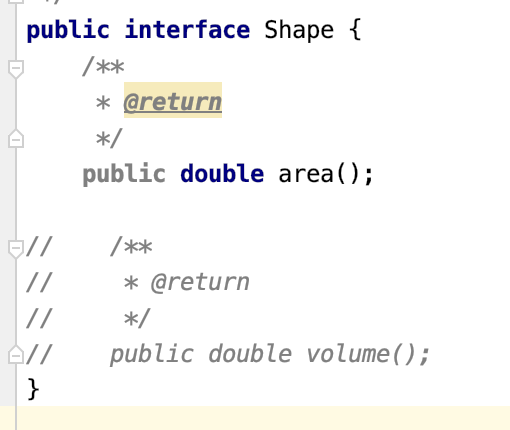 public interface Shape {
/**
* @return
*/
public double area();
// /**
// * @return
// */
// public double volume();
}